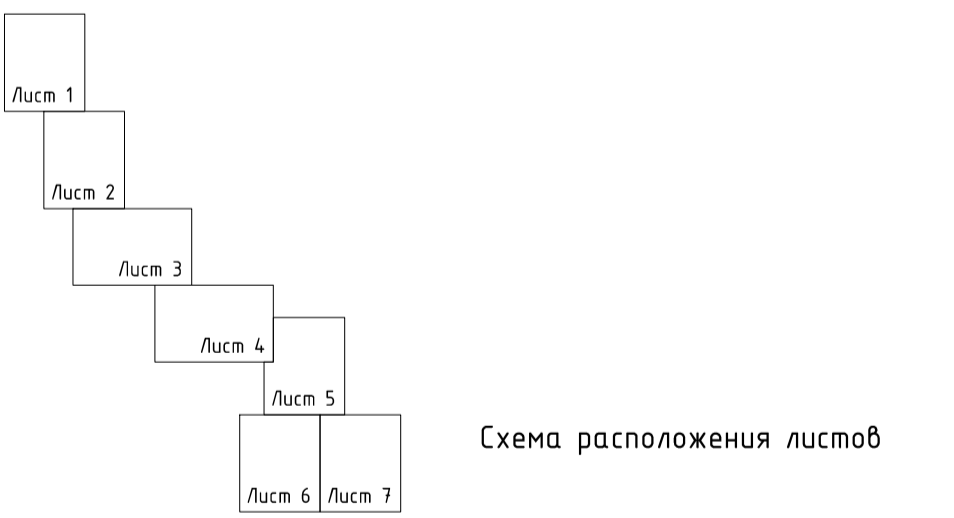 Лист 1
Лист 2
Лист 3
Лист 4
Лист 5
Схема расположения листов
Лист 6
Лист 7